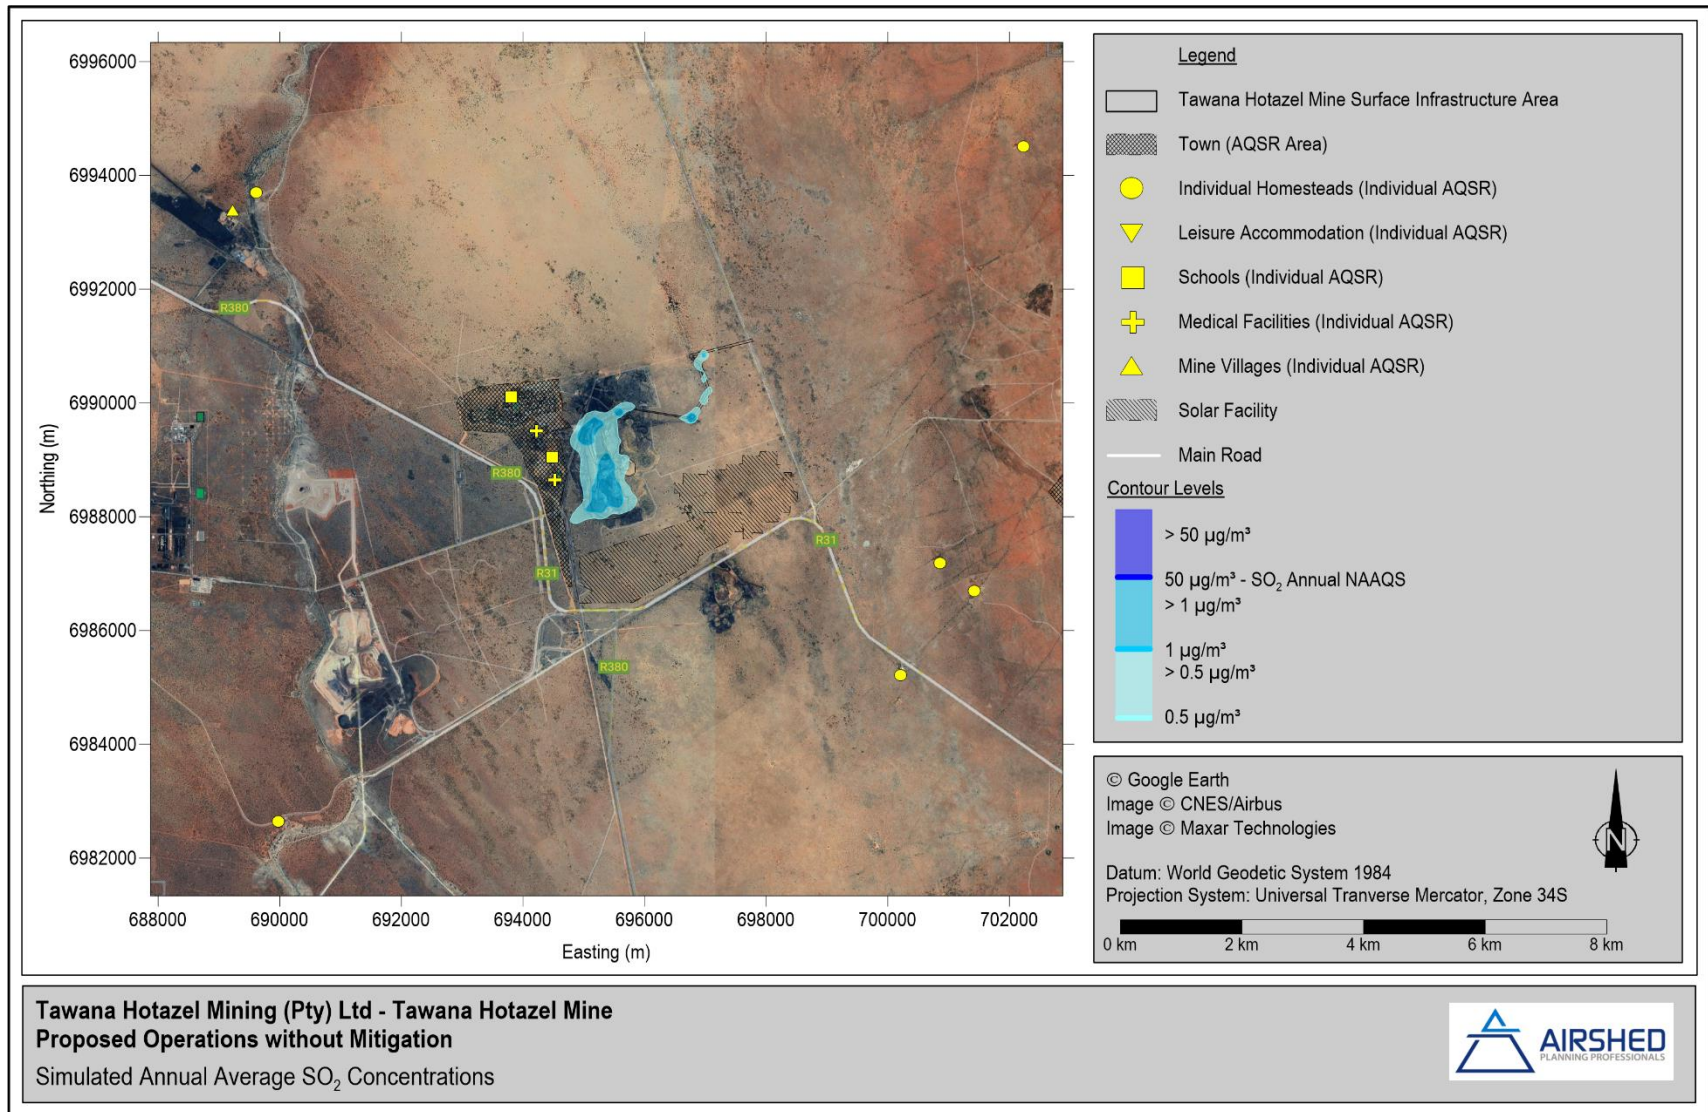 6996000
6994000
6992000
6990000
6988000
6986000
6984000
6982000
Northing (m)
688000 690000 692000 694000 696000 698000 700000 702000
Easting (m)
R380
R380
R31
R31
R380
Legend
Tawana Hotazel Mine Surface Infrastructure Area
Town (AQSR Area)
Individual Homesteads (Individual AQSR)
Leisure Accommodation (Individual AQSR)
Schools (Individual AQSR)
Medical Facilities (Individual AQSR)
Mine Villages (Individual AQSR)
Solar Facility
Main Road
Contour Levels
> 50 µg/m³
50 µg/m³ - SO₂ Annual NAAQS
> 1 µg/m³
1 µg/m³
> 0.5 µg/m³
0.5 µg/m³
© Google Earth
Image © CNES/Airbus
Image © Maxar Technologies
N
Datum: World Geodetic System 1984
Projection System: Universal Tranverse Mercator, Zone 34S
0 km 2 km 4 km 6 km 8 km
Tawana Hotazel Mining (Pty) Ltd - Tawana Hotazel Mine
Proposed Operations without Mitigation
Simulated Annual Average SO₂ Concentrations
AIRSHED
PLANNING PROFESSIONALS